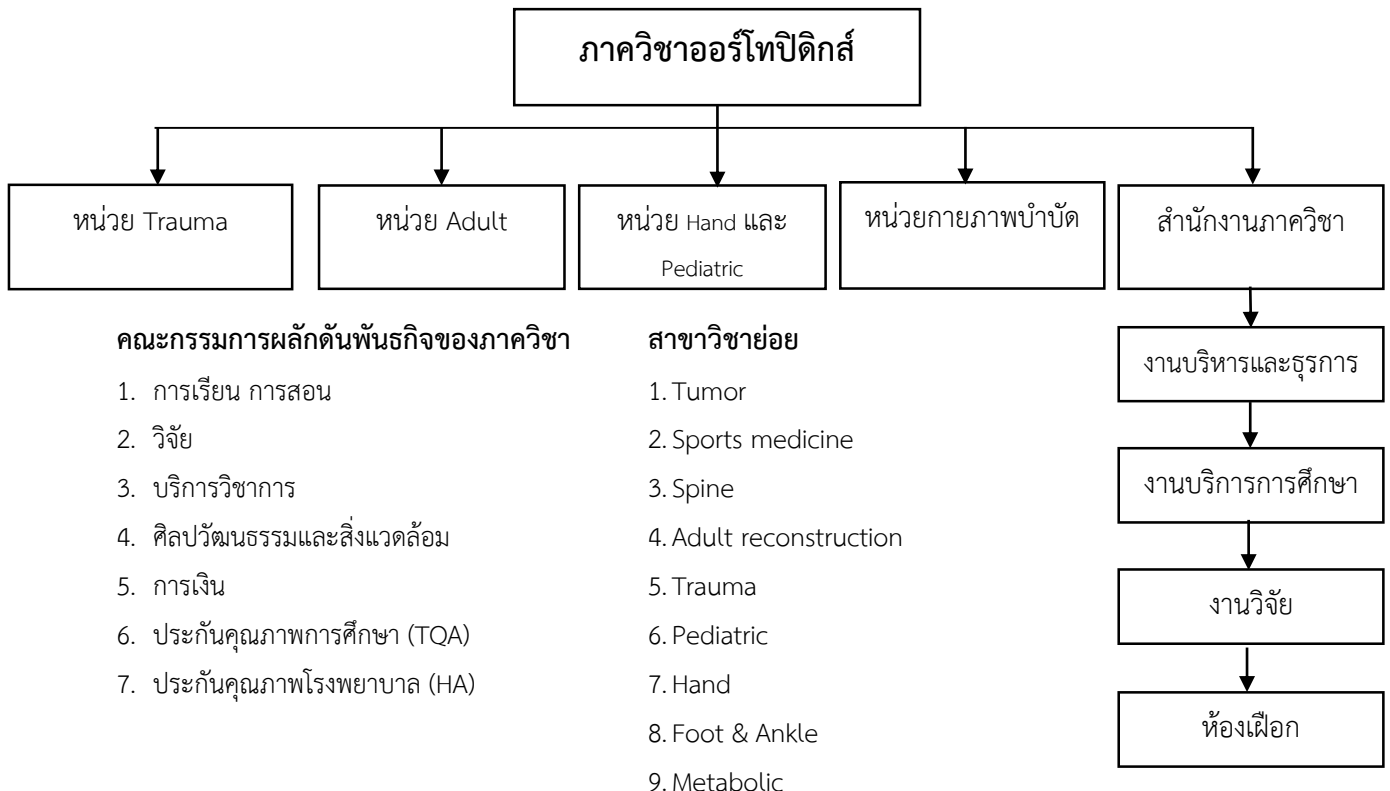 ภาควิชาออร์โทปิดิกส์
หน่วย Trauma
หน่วย Adult
หน่วย Hand และ
Pediatric
หน่วยกายภาพบำบัด
สำนักงานภาควิชา
งานบริหารและธุรการ
งานบริการการศึกษา
งานวิจัย
ห้องเฝือก
คณะกรรมการผลักดันพันธกิจของภาควิชา
1. การเรียน การสอน
2. วิจัย
3. บริการวิชาการ
4. ศิลปวัฒนธรรมและสิ่งแวดล้อม
5. การเงิน
6. ประกันคุณภาพการศึกษา (TQA)
7. ประกันคุณภาพโรงพยาบาล (HA)
สาขาวิชาย่อย
1. Tumor
2. Sports medicine
3. Spine
4. Adult reconstruction
5. Trauma
6. Pediatric
7. Hand
8. Foot & Ankle
9. Metabolic